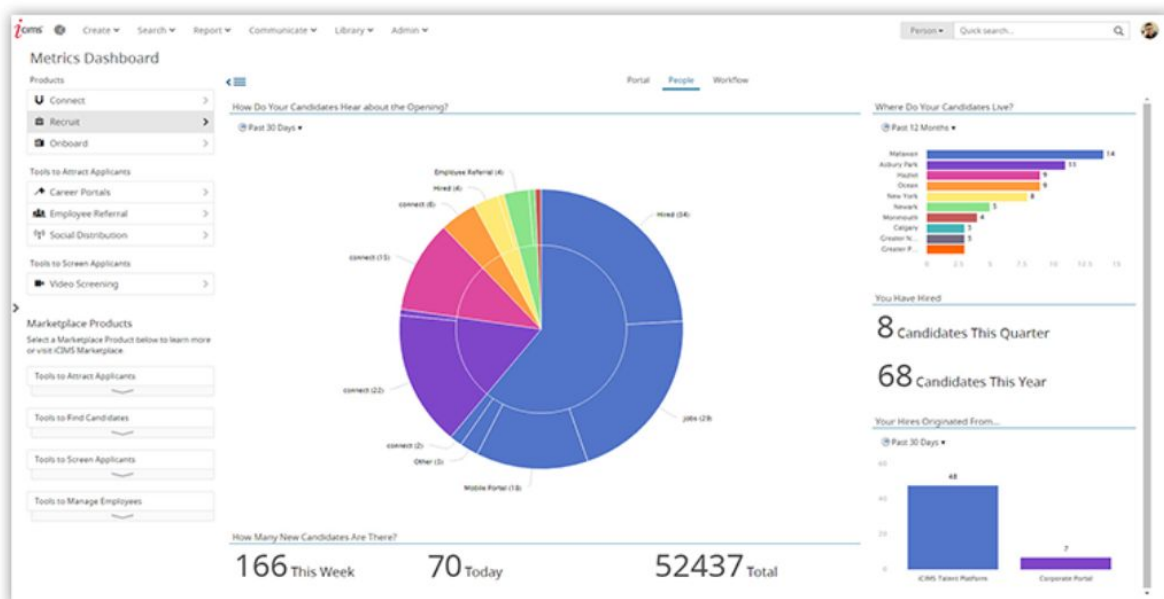 iCIMS
Create Search Report Communicate Library Admin
Person Quick search...
Metrics Dashboard
Products
Connect
Recruit
Onboard
Tools to Attract Applicants
Career Portals
Employee Referral
Social Distribution
Tools to Screen Applicants
Video Screening
Marketplace Products
Select a Marketplace Product below to learn more
or visit iCIMS Marketplace
Tools to Attract Applicants
Tools to Find Candidates
Tools to Screen Applicants
Tools to Manage Employees
Portal People Workflow
How Do Your Candidates Hear about the Opening?
Past 30 Days
Employee Referral (4)
Hired (4)
connect (6)
connect (15)
connect (22)
connect (2)
Other (3)
Mobile Portal (18)
Jobs (29)
Hired (34)
How Many New Candidates Are There?
166 This Week 70 Today 52437 Total
Where Do Your Candidates Live?
Past 12 Months
Matawan 14
Asbury Park 11
Hazlet 9
Ocean 9
New York 8
Newark 5
Monmouth 4
Calgary 3
Greater N... 3
Greater P...
0 2.5 5 7.5 10 12.5 15
You Have Hired
8 Candidates This Quarter
68 Candidates This Year
Your Hires Originated From...
Past 30 Days
60
48
40
20
7
0
iCIMS Talent Platform Corporate Portal